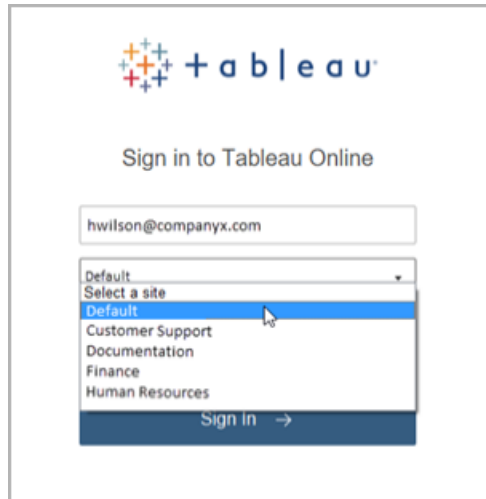 +ableau
Sign in to Tableau Online
hwilson@companyx.com
Default
Select a site
Default
Customer Support
Documentation
Finance
Human Resources
Sign In →